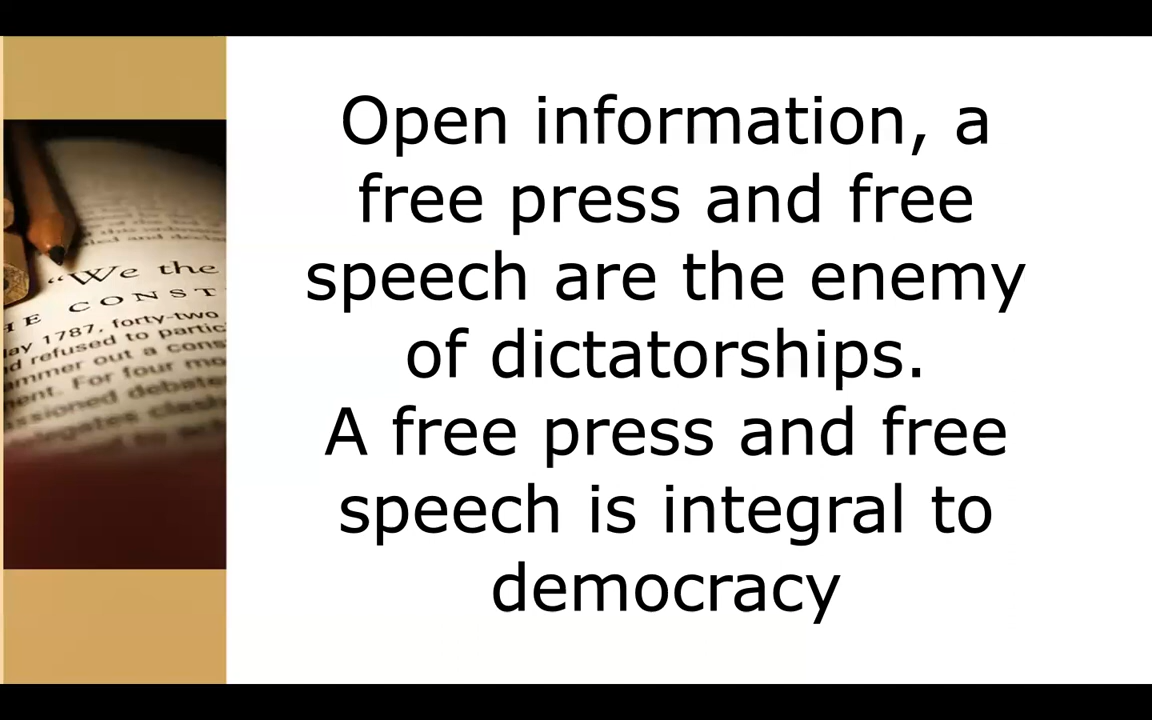 Open information, a
free press and free
speech are the enemy
of dictatorships.
A free press and free
speech is integral to
democracy
"We the
CONST
1787, forty-two
refused to partic
out a cons
For four mo
debate
clash